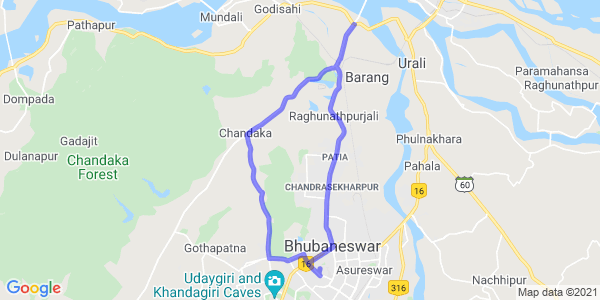 Godisahi
Mundali
Pathapur
Urali
Paramahansa
Raghunathpur
Barang
Dompada
Raghunathpurjali
Chandaka
Gadajit
Phulnakhara
Dulanapur
Chandaka
Forest
PATIA
Pahala
CHANDRASEKHARPUR
16
60
Gothapatna
Bhubaneswar
16
Asureswar
Udaygiri and
Khandagiri Caves
316
Nachhipur
Google
Map data ©2021